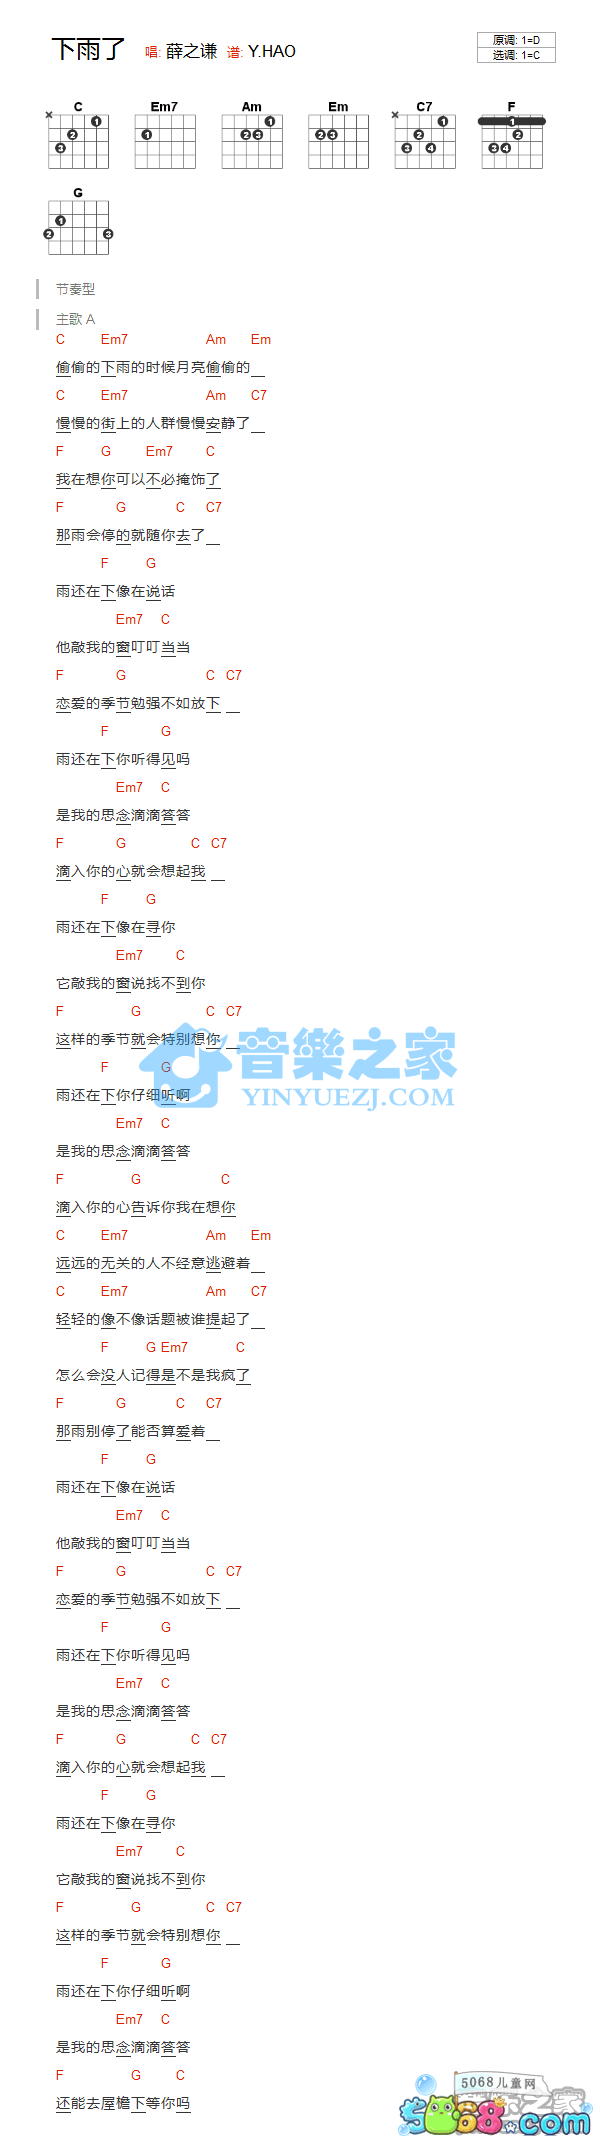 下雨了 唱: 薛之谦 谱: Y.HAO
原调: 1=D
选调: 1=C
C Em7 Am Em C7 F
G
节奏型
主歌 A
C Em7 Am Em
偷偷的下雨的时候月亮偷偷的
C Em7 Am C7
慢慢的街上的人群慢慢安静了
F G Em7 C
我在想你可以不必掩饰了
F G C C7
那雨会停的就随你去了
F G
雨还在下像在说话
Em7 C
他敲我的窗叮叮当当
F G C C7
恋爱的季节勉强不如放下
F G
雨还在下你听得见吗
Em7 C
是我的思念滴滴答答
F G C C7
滴入你的心就会想起我
F G
雨还在下像在寻你
Em7 C
它敲我的窗说找不到你
F G C C7
这样的季节就会特别想你
音樂之家
YINYUEZJ.COM
F G
雨还在下你仔细听啊
Em7 C
是我的思念滴滴答答
F G C
滴入你的心告诉你我在想你
C Em7 Am Em
远远的无关的人不经意逃避着
C Em7 Am C7
轻轻的像不像话题被谁提起了
F G Em7 C
怎么会没人记得是不是我疯了
F G C C7
那雨别停了能否算爱着
F G
雨还在下像在说话
Em7 C
他敲我的窗叮叮当当
F G C C7
恋爱的季节勉强不如放下
F G
雨还在下你听得见吗
Em7 C
是我的思念滴滴答答
F G C C7
滴入你的心就会想起我
F G
雨还在下像在寻你
Em7 C
它敲我的窗说找不到你
F G C C7
这样的季节就会特别想你
F G
雨还在下你仔细听啊
Em7 C
是我的思念滴滴答答
F G C
还能去屋檐下等你吗
5068儿童网
5068.com